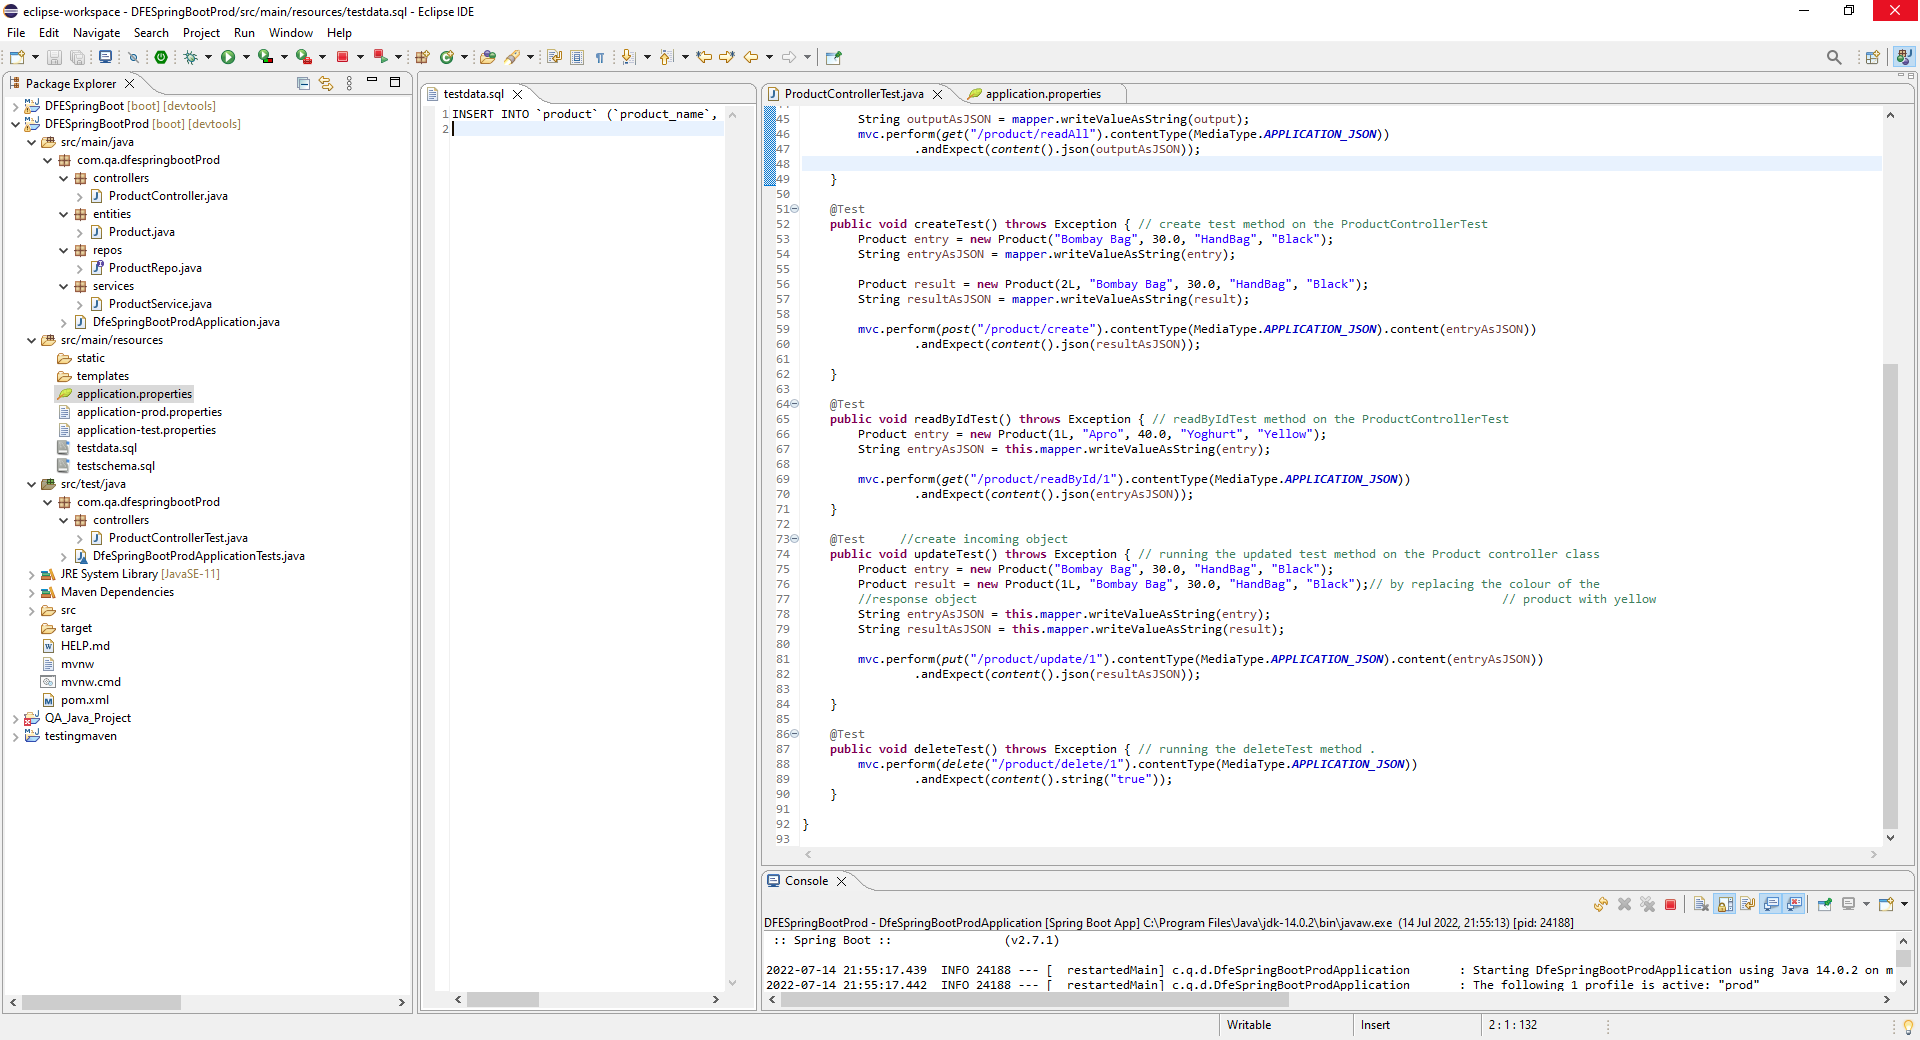 eclipse-workspace - DFESpringBootProd/src/main/resources/testdata.sql - Eclipse IDE
File Edit Navigate Search Project Run Window Help
Package Explorer
DFESpringBoot [boot] [devtools]
DFESpringBootProd [boot] [devtools]
src/main/java
com.qa.dfespringbootProd
controllers
ProductController.java
entities
Product.java
repos
ProductRepo.java
services
ProductService.java
DfeSpringBootProdApplication.java
src/main/resources
static
templates
application.properties
application-prod.properties
application-test.properties
testdata.sql
testschema.sql
src/test/java
com.qa.dfespringbootProd
controllers
ProductControllerTest.java
DfeSpringBootProdApplicationTests.java
JRE System Library [JavaSE-11]
Maven Dependencies
src
target
HELP.md
mvnw
mvnw.cmd
pom.xml
QA_Java_Project
testingmaven
testdata.sql
1 INSERT INTO `product` (`product_name`,
2
ProductControllerTest.java application.properties
45 String outputAsJSON = mapper.writeValueAsString(output);
46 mvc.perform(get("/product/readAll").contentType(MediaType.APPLICATION_JSON))
47 .andExpect(content().json(outputAsJSON));
48
49 }
50
51 @Test
52 public void createTest() throws Exception { // create test method on the ProductControllerTest
53 Product entry = new Product("Bombay Bag", 30.0, "HandBag", "Black");
54 String entryAsJSON = mapper.writeValueAsString(entry);
55
56 Product result = new Product(2L, "Bombay Bag", 30.0, "HandBag", "Black");
57 String resultAsJSON = mapper.writeValueAsString(result);
58
59 mvc.perform(post("/product/create").contentType(MediaType.APPLICATION_JSON).content(entryAsJSON))
60 .andExpect(content().json(resultAsJSON));
61
62 }
63
64 @Test
65 public void readByIdTest() throws Exception { // readByIdTest method on the ProductControllerTest
66 Product entry = new Product(1L, "Apro", 40.0, "Yoghurt", "Yellow");
67 String entryAsJSON = this.mapper.writeValueAsString(entry);
68
69 mvc.perform(get("/product/readById/1").contentType(MediaType.APPLICATION_JSON))
70 .andExpect(content().json(entryAsJSON));
71 }
72
73 @Test //create incoming object
74 public void updateTest() throws Exception { // running the updated test method on the Product controller class
75 Product entry = new Product("Bombay Bag", 30.0, "HandBag", "Black");
76 Product result = new Product(1L, "Bombay Bag", 30.0, "HandBag", "Black");// by replacing the colour of the
77 //response object // product with yellow
78 String entryAsJSON = this.mapper.writeValueAsString(entry);
79 String resultAsJSON = this.mapper.writeValueAsString(result);
80
81 mvc.perform(put("/product/update/1").contentType(MediaType.APPLICATION_JSON).content(entryAsJSON))
82 .andExpect(content().json(resultAsJSON));
83
84 }
85
86 @Test
87 public void deleteTest() throws Exception { // running the deleteTest method .
88 mvc.perform(delete("/product/delete/1").contentType(MediaType.APPLICATION_JSON))
89 .andExpect(content().string("true"));
90 }
91
92 }
93
Console
DFESpringBootProd - DfeSpringBootProdApplication [Spring Boot App] C:\Program Files\Java\jdk-14.0.2\bin\javaw.exe (14 Jul 2022, 21:55:13) [pid: 24188]
:: Spring Boot :: (v2.7.1)
2022-07-14 21:55:17.439 INFO 24188 --- [ restartedMain] c.q.d.DfeSpringBootProdApplication : Starting DfeSpringBootProdApplication using Java 14.0.2 on m
2022-07-14 21:55:17.442 INFO 24188 --- [ restartedMain] c.q.d.DfeSpringBootProdApplication : The following 1 profile is active: "prod"
Writable Insert 2 : 1 : 132